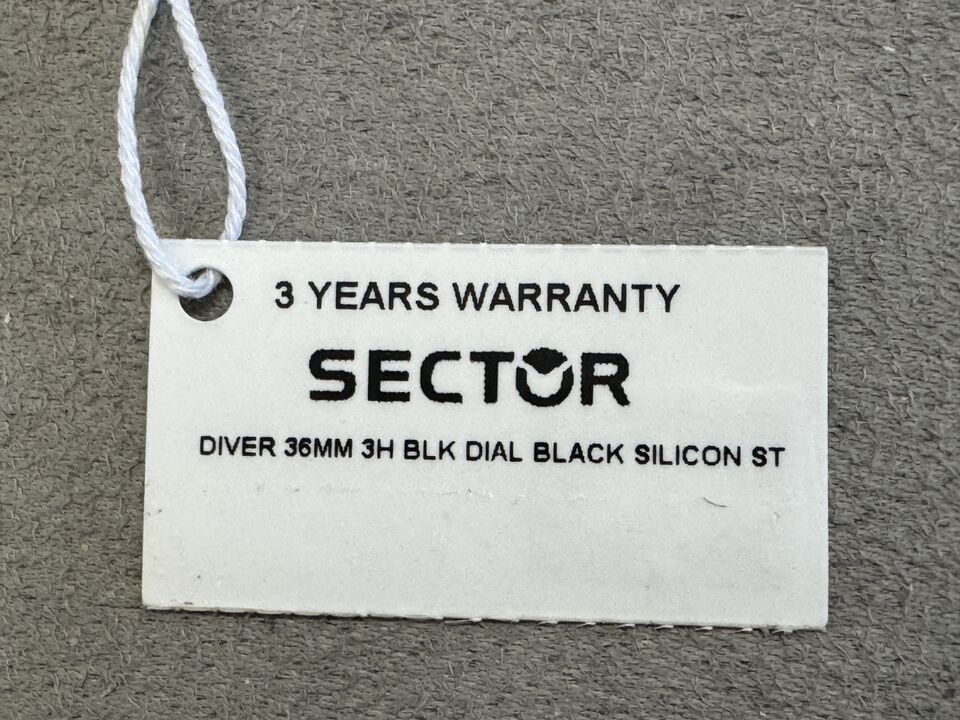 3 YEARS WARRANTY
SECTOR
DIVER 36MM 3H BLK DIAL BLACK SILICON ST